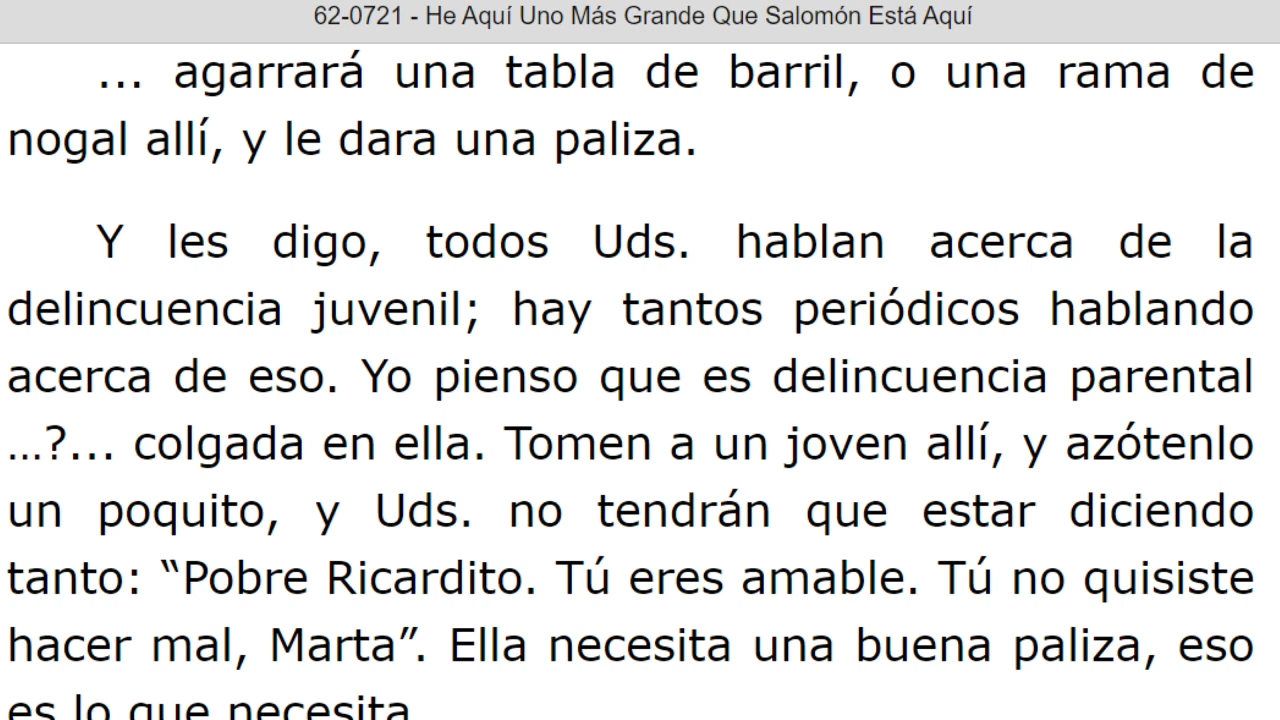 62-0721 - He Aquí Uno Más Grande Que Salomón Está Aquí
... agarrará una tabla de barril, o una rama de
nogal allí, y le dara una paliza.
Y les digo, todos Uds. hablan acerca de la
delincuencia juvenil; hay tantos periódicos hablando
acerca de eso. Yo pienso que es delincuencia parental
...?... colgada en ella. Tomen a un joven allí, y azótenlo
un poquito, y Uds. no tendrán que estar diciendo
tanto: “Pobre Ricardito. Tú eres amable. Tú no quisiste
hacer mal, Marta”. Ella necesita una buena paliza, eso
es lo que necesita.